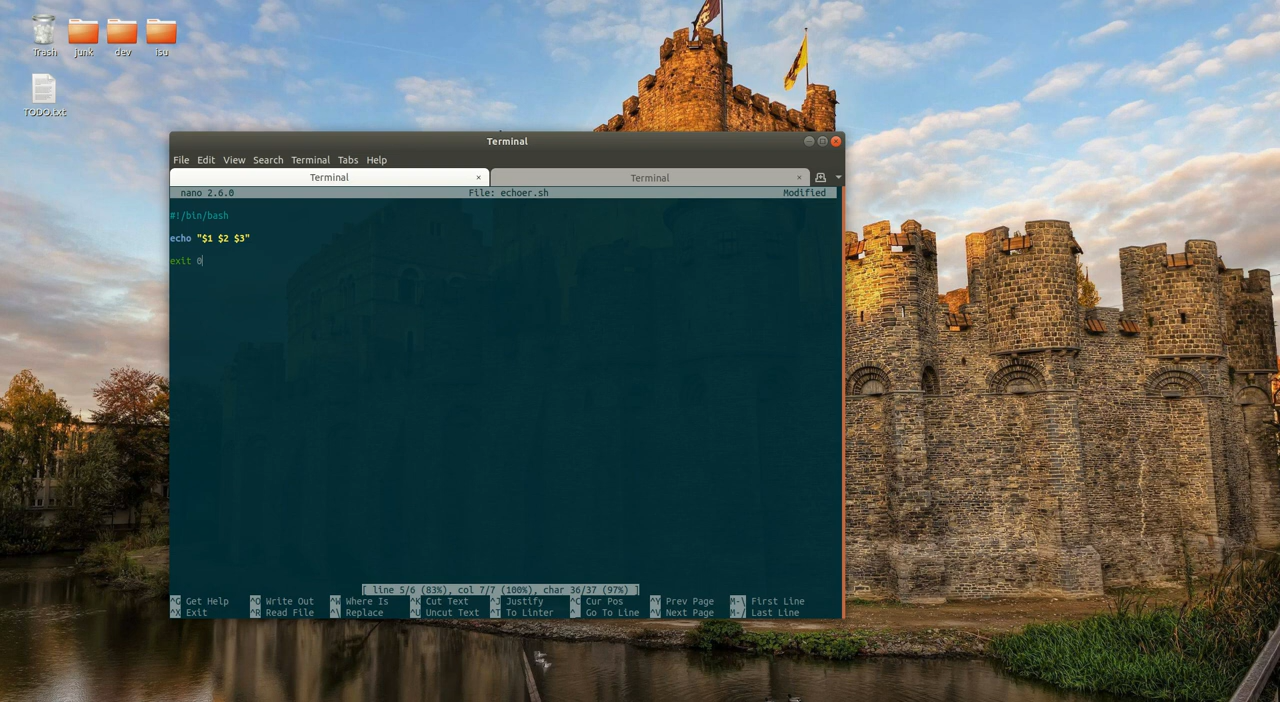 Trash junk dev isu
TODO.txt
Terminal
File Edit View Search Terminal Tabs Help
Terminal × Terminal ×
nano 2.6.0 File: echoer.sh Modified
#!/bin/bash
echo "$1 $2 $3"
exit 0
[ line 5/6 (83%), col 7/7 (100%), char 36/37 (97%) ]
^G Get Help ^O Write Out ^W Where Is ^K Cut Text ^J Justify ^C Cur Pos ^Y Prev Page M-\ First Line
^X Exit ^R Read File ^\ Replace ^U Uncut Text ^T To Linter ^_ Go To Line ^V Next Page M-/ Last Line